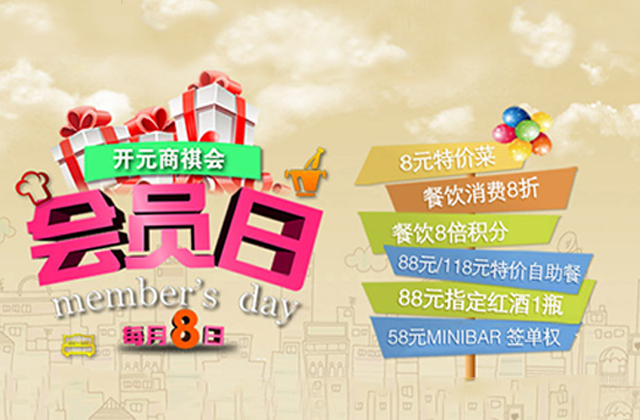 开元商祺会
会员日
member's day
每月8日
8元特价菜
餐饮消费8折
餐饮8倍积分
88元/118元特价自助餐
88元指定红酒1瓶
58元MINIBAR 签单权